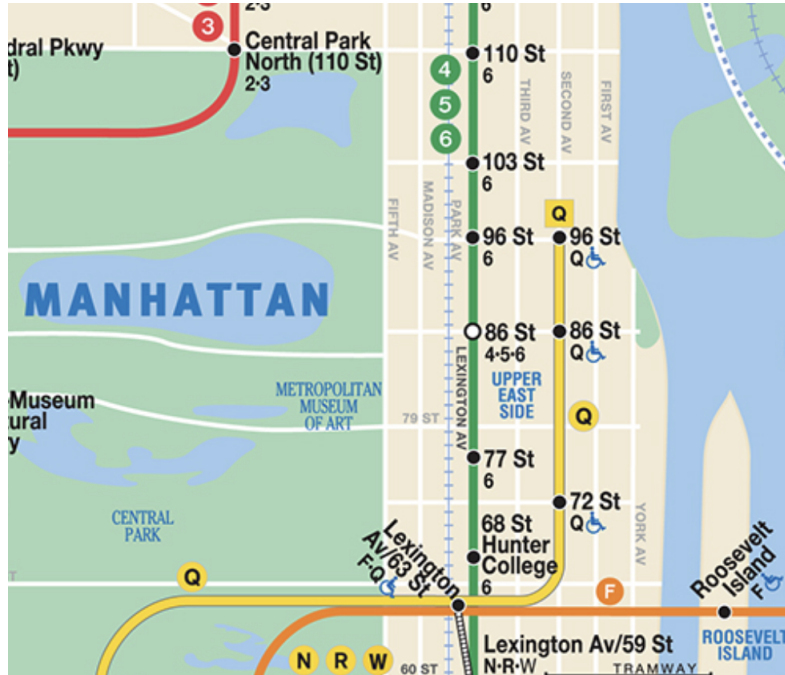 2·3
6
3
dral Pkwy
t)
Central Park
North (110 St)
2·3
110 St
6
4
5
6
THIRD AV
SECOND AV
FIRST AV
103 St
6
FIFTH AV
MADISON AV
PARK AV
Q
96 St
6
96 St
Q
MANHATTAN
86 St
4·5·6
86 St
Q
LEXINGTON AV
UPPER
EAST
SIDE
METROPOLITAN
MUSEUM
OF ART
-Museum
tural
y
79 ST
Q
77 St
6
72 St
Q
CENTRAL
PARK
68 St
Hunter
College
6
YORK AV
Lexington
Av/63 St
F·Q
Q
F
Roosevelt
Island
F
ROOSEVELT
ISLAND
N R W
60 ST
Lexington Av/59 St
N·R·W
TRAMWAY